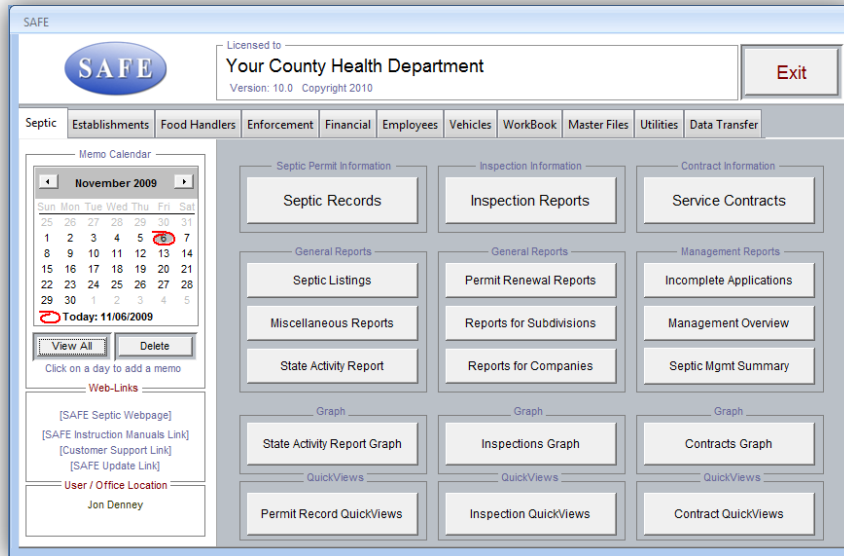 SAFE
SAFE
Licensed to
Your County Health Department
Version: 10.0 Copyright 2010
Exit
Septic Establishments Food Handlers Enforcement Financial Employees Vehicles WorkBook Master Files Utilities Data Transfer
Memo Calendar
November 2009
Sun Mon Tue Wed Thu Fri Sat
25 26 27 28 29 30 31
1 2 3 4 5 6 7
8 9 10 11 12 13 14
15 16 17 18 19 20 21
22 23 24 25 26 27 28
29 30 1 2 3 4 5
Today: 11/06/2009
View All Delete
Click on a day to add a memo
Web-Links
[SAFE Septic Webpage]
[SAFE Instruction Manuals Link]
[Customer Support Link]
[SAFE Update Link]
User / Office Location
Jon Denney
Septic Permit Information Inspection Information Contract Information
Septic Records Inspection Reports Service Contracts
General Reports General Reports Management Reports
Septic Listings Permit Renewal Reports Incomplete Applications
Miscellaneous Reports Reports for Subdivisions Management Overview
State Activity Report Reports for Companies Septic Mgmt Summary
Graph Graph Graph
State Activity Report Graph Inspections Graph Contracts Graph
QuickViews QuickViews QuickViews
Permit Record QuickViews Inspection QuickViews Contract QuickViews